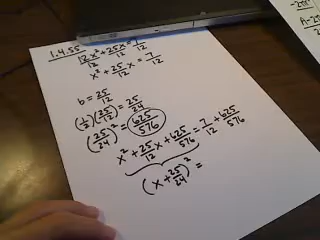 1.4.55
12x²/12 + 25x/12 = 7/12
x² + 25/12 x = 7/12
b = 25/12
(1/2)(25/12) = 25/24
(25/24)² = 625/576
x² + 25/12 x + 625/576 = 7/12 + 625/576
(x + 25/24)² =